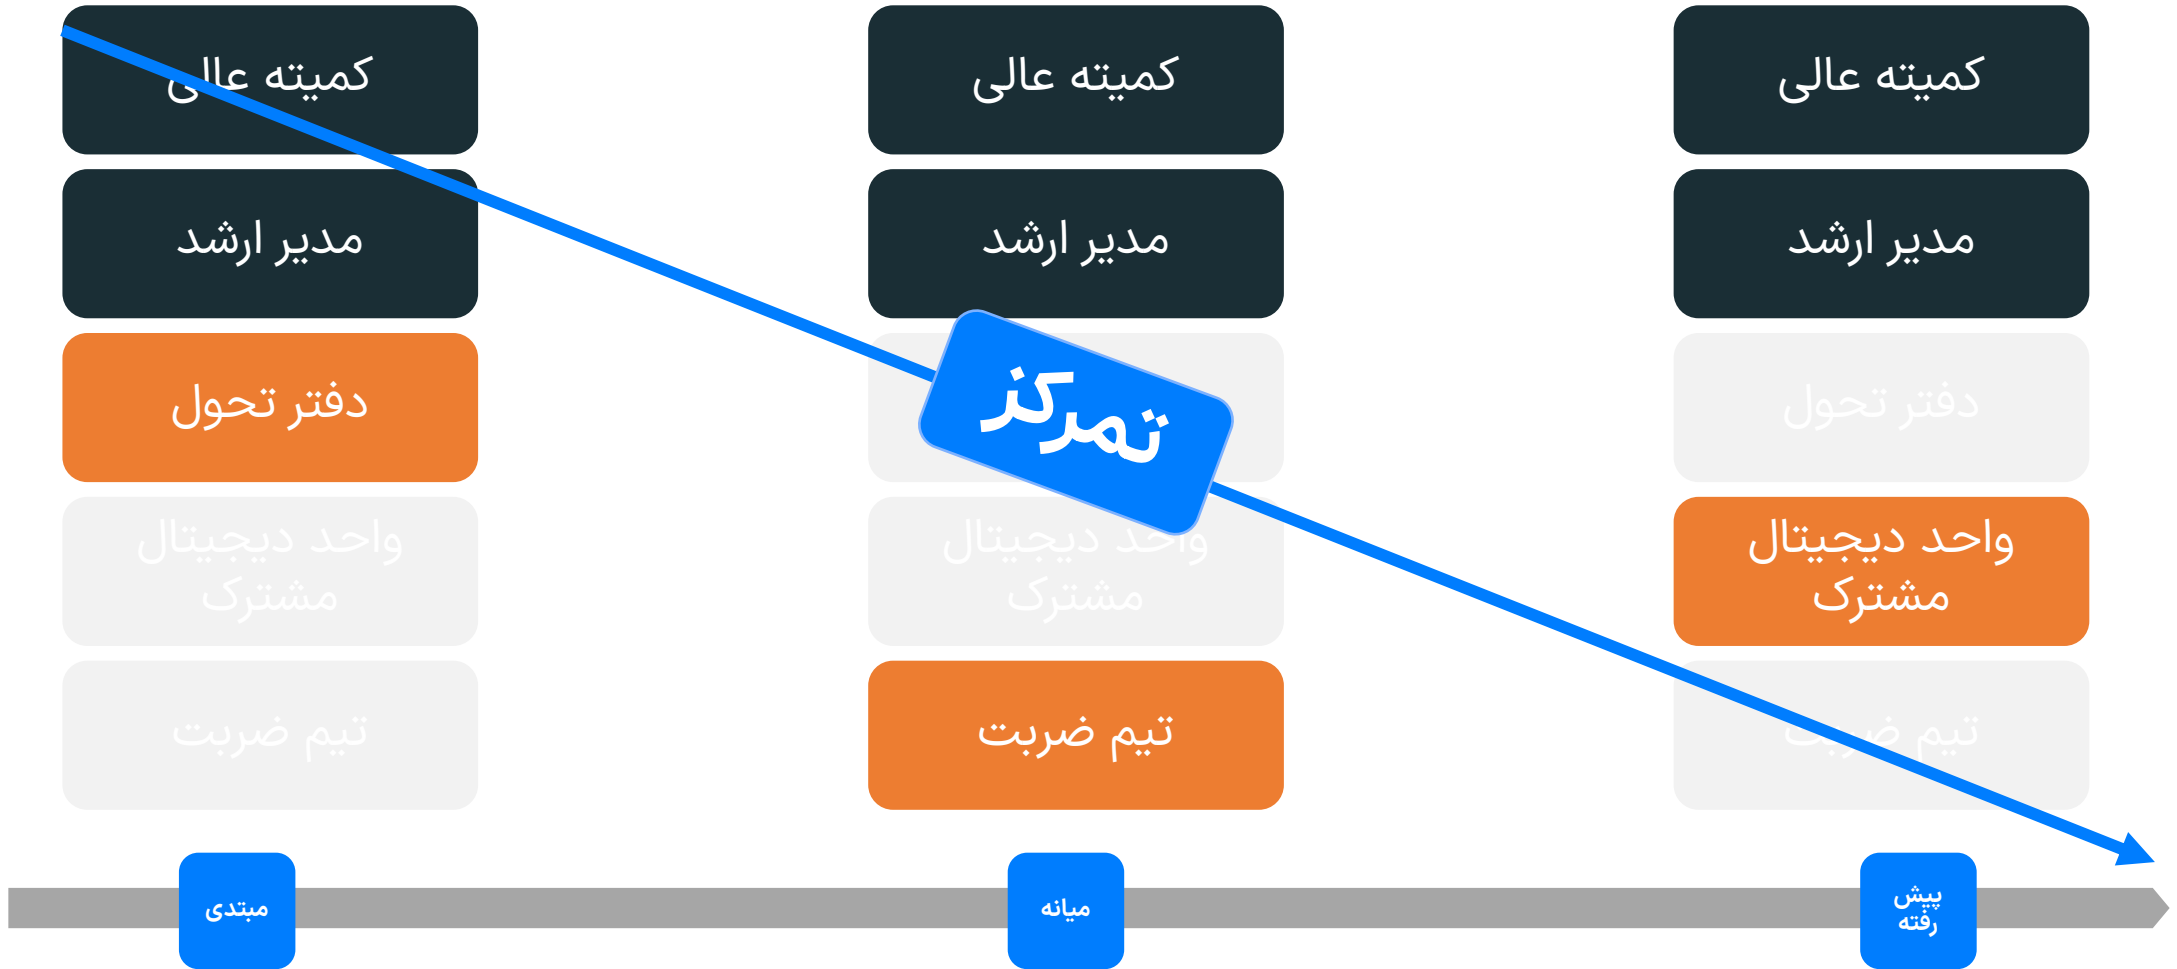 کمیته عالی
مدیر ارشد
دفتر تحول
واحد دیجیتال
مشترک
تیم ضربت
کمیته عالی
مدیر ارشد
تمرکز
واحد دیجیتال
مشترک
تیم ضربت
کمیته عالی
مدیر ارشد
دفتر تحول
واحد دیجیتال
مشترک
تیم ضربت
مبتدی
میانه
پیش
رفته